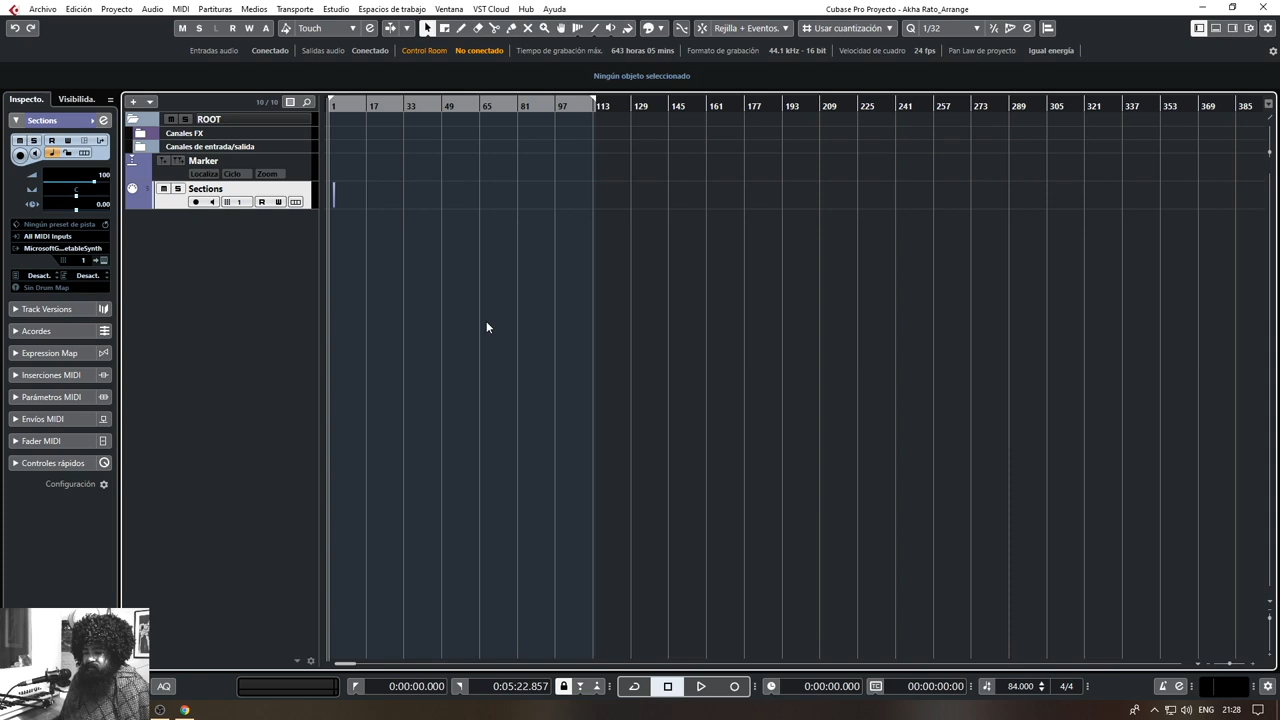 Archivo Edición Proyecto Audio MIDI Partituras Medios Transporte Estudio Espacios de trabajo Ventana VST Cloud Hub Ayuda Cubase Pro Proyecto - Akha Rato_Arrange
M S L R W A Touch Rejilla + Eventos. Usar cuantización 1/32
Entradas audio Conectado Salidas audio Conectado Control Room No conectado Tiempo de grabación máx. 643 horas 05 mins Formato de grabación 44.1 kHz - 16 bit Velocidad de cuadro 24 fps Pan Law de proyecto Igual energía
Ningún objeto seleccionado
Inspecto. Visibilida. 10 / 10 1 17 33 49 65 81 97 113 129 145 161 177 193 209 225 241 257 273 289 305 321 337 353 369 385
Sections M S ROOT
Canales FX
M S R W Canales de entrada/salida
Marker
100 Localiza Ciclo Zoom
C M S Sections
0.00 1 R W
Ningún preset de pista
All MIDI Inputs
MicrosoftG...etableSynth
1
Desact. Desact.
Sin Drum Map
Track Versions
Acordes
Expression Map
Inserciones MIDI
Parámetros MIDI
Envíos MIDI
Fader MIDI
Controles rápidos
Configuración
AQ 0:00:00.000 0:05:22.857 0:00:00.000 00:00:00:00 84.000 4/4
ENG 21:28